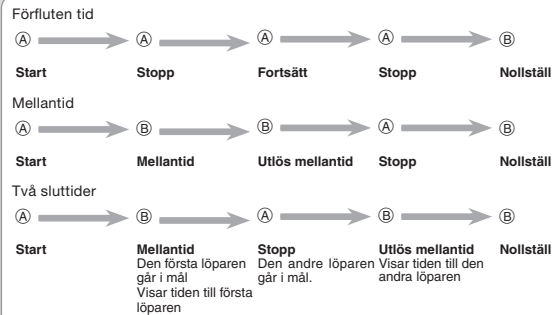 Förfluten tid
Ⓐ Ⓐ Ⓐ Ⓐ Ⓑ
Start Stopp Fortsätt Stopp Nollställ
Mellantid
Ⓐ Ⓑ Ⓑ Ⓐ Ⓑ
Start Mellantid Utlös mellantid Stopp Nollställ
Två sluttider
Ⓐ Ⓑ Ⓐ Ⓑ Ⓑ
Start Mellantid Stopp Utlös mellantid Nollställ
Den första löparen Den andre löparen Visar tiden till den
går i mål går i mål. andra löparen
Visar tiden till första
löparen